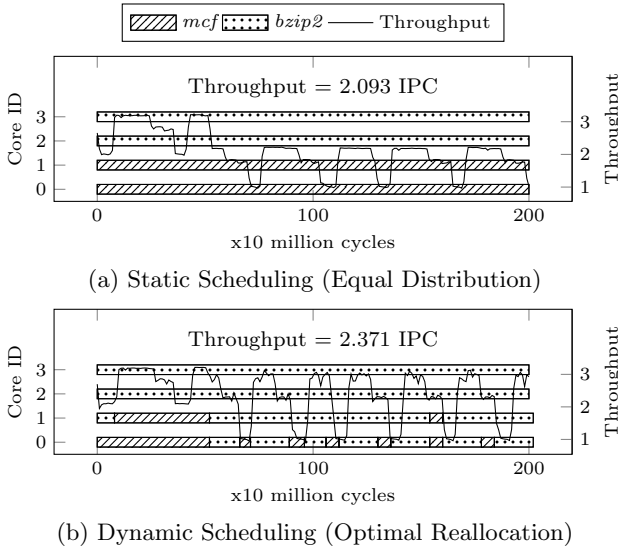 mcf bzip2 Throughput
Throughput = 2.093 IPC
Core ID
3
2
1
0
3
2
1
Throughput
0 100 200
x10 million cycles
(a) Static Scheduling (Equal Distribution)
Throughput = 2.371 IPC
Core ID
3
2
1
0
3
2
1
Throughput
0 100 200
x10 million cycles
(b) Dynamic Scheduling (Optimal Reallocation)